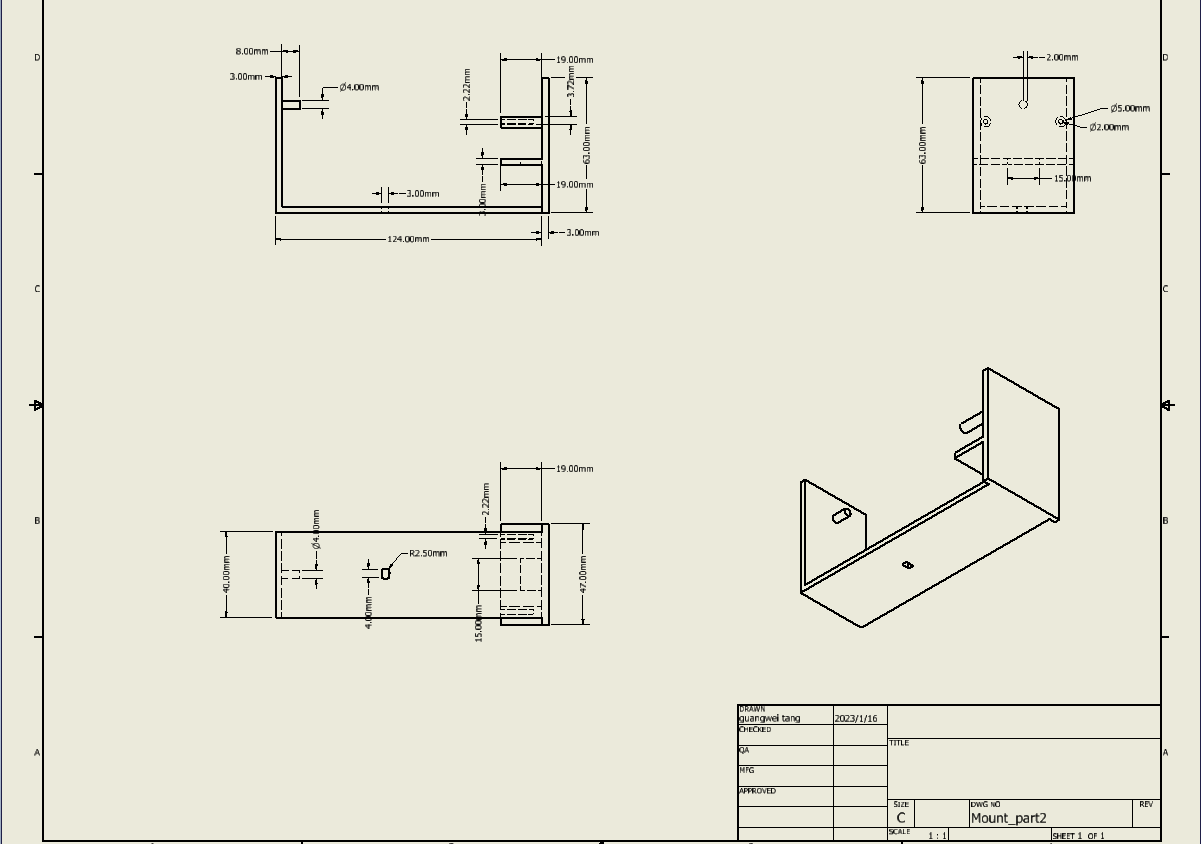 D
D
8.00mm
3.00mm
Ø4.00mm
19.00mm
2.22mm
3.72mm
63.00mm
19.00mm
3.00mm
3.00mm
124.00mm
3.00mm
2.00mm
Ø5.00mm
Ø2.00mm
63.00mm
15.00mm
C
C
19.00mm
2.22mm
Ø4.00mm
R2.50mm
40.00mm
4.00mm
15.00mm
47.00mm
B
B
A
A
DRAWN
guangwei tang
2023/1/16
CHECKED
QA
MFG
APPROVED
TITLE
SIZE
C
DWG NO
Mount_part2
REV
SCALE
1 : 1
SHEET 1 OF 1